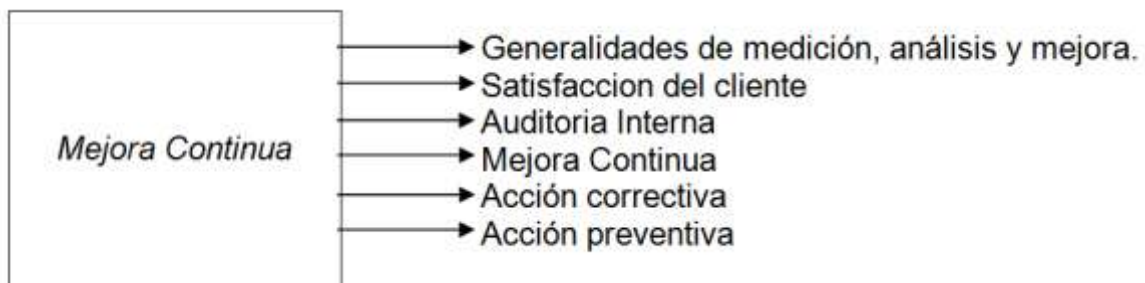 Mejora Continua
Generalidades de medición, análisis y mejora.
Satisfaccion del cliente
Auditoria Interna
Mejora Continua
Acción correctiva
Acción preventiva